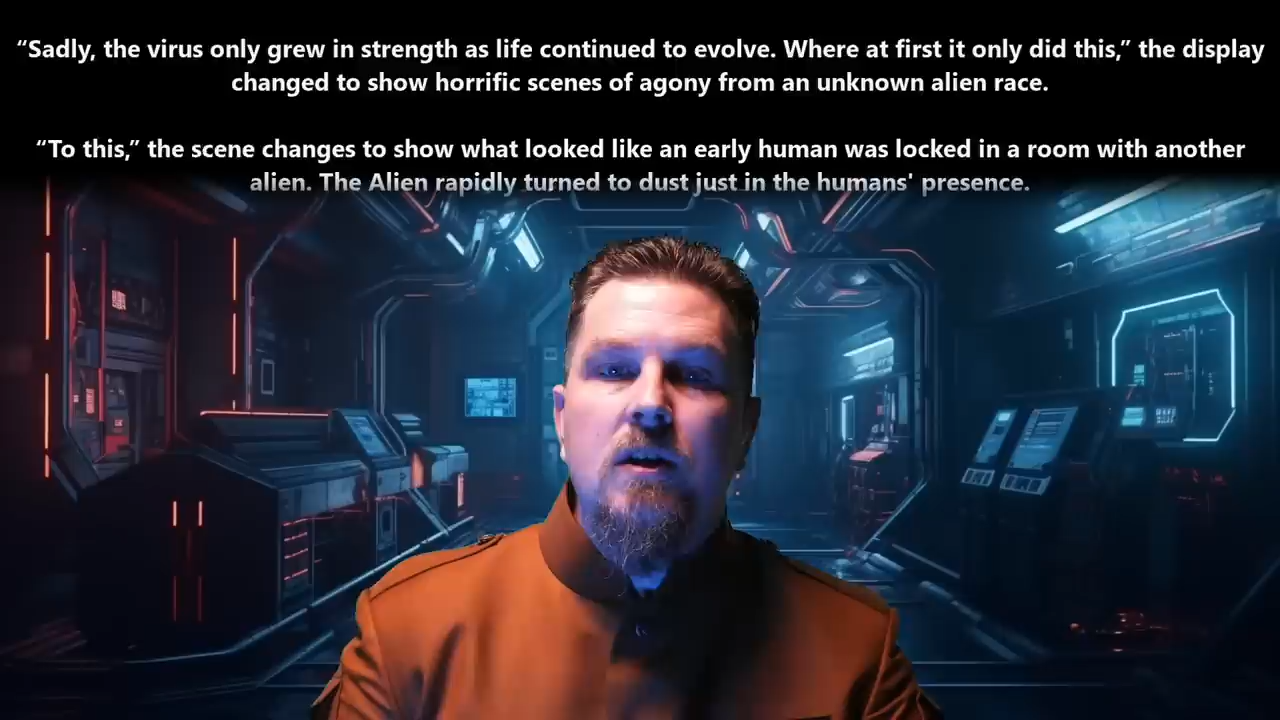 “Sadly, the virus only grew in strength as life continued to evolve. Where at first it only did this,” the display
changed to show horrific scenes of agony from an unknown alien race.
“To this,” the scene changes to show what looked like an early human was locked in a room with another
alien. The Alien rapidly turned to dust just in the humans' presence.